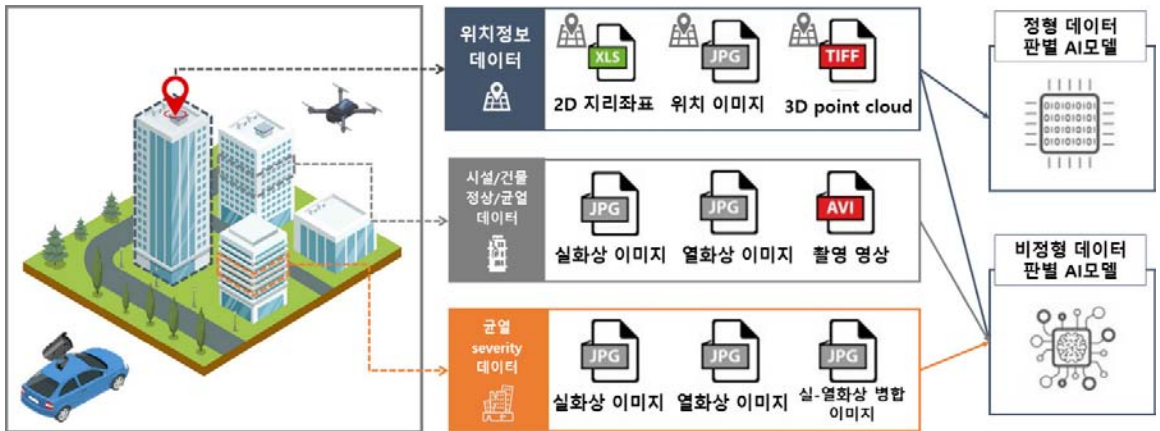 위치정보
데이터
XLS
JPG
TIFF
2D 지리좌표
위치 이미지
3D point cloud
시설/건물
정상/균열
데이터
JPG
JPG
AVI
실화상 이미지
열화상 이미지
촬영 영상
균열
severity
데이터
JPG
JPG
JPG
실화상 이미지
열화상 이미지
실-열화상 병합
이미지
정형 데이터
판별 AI모델
비정형 데이터
판별 AI모델